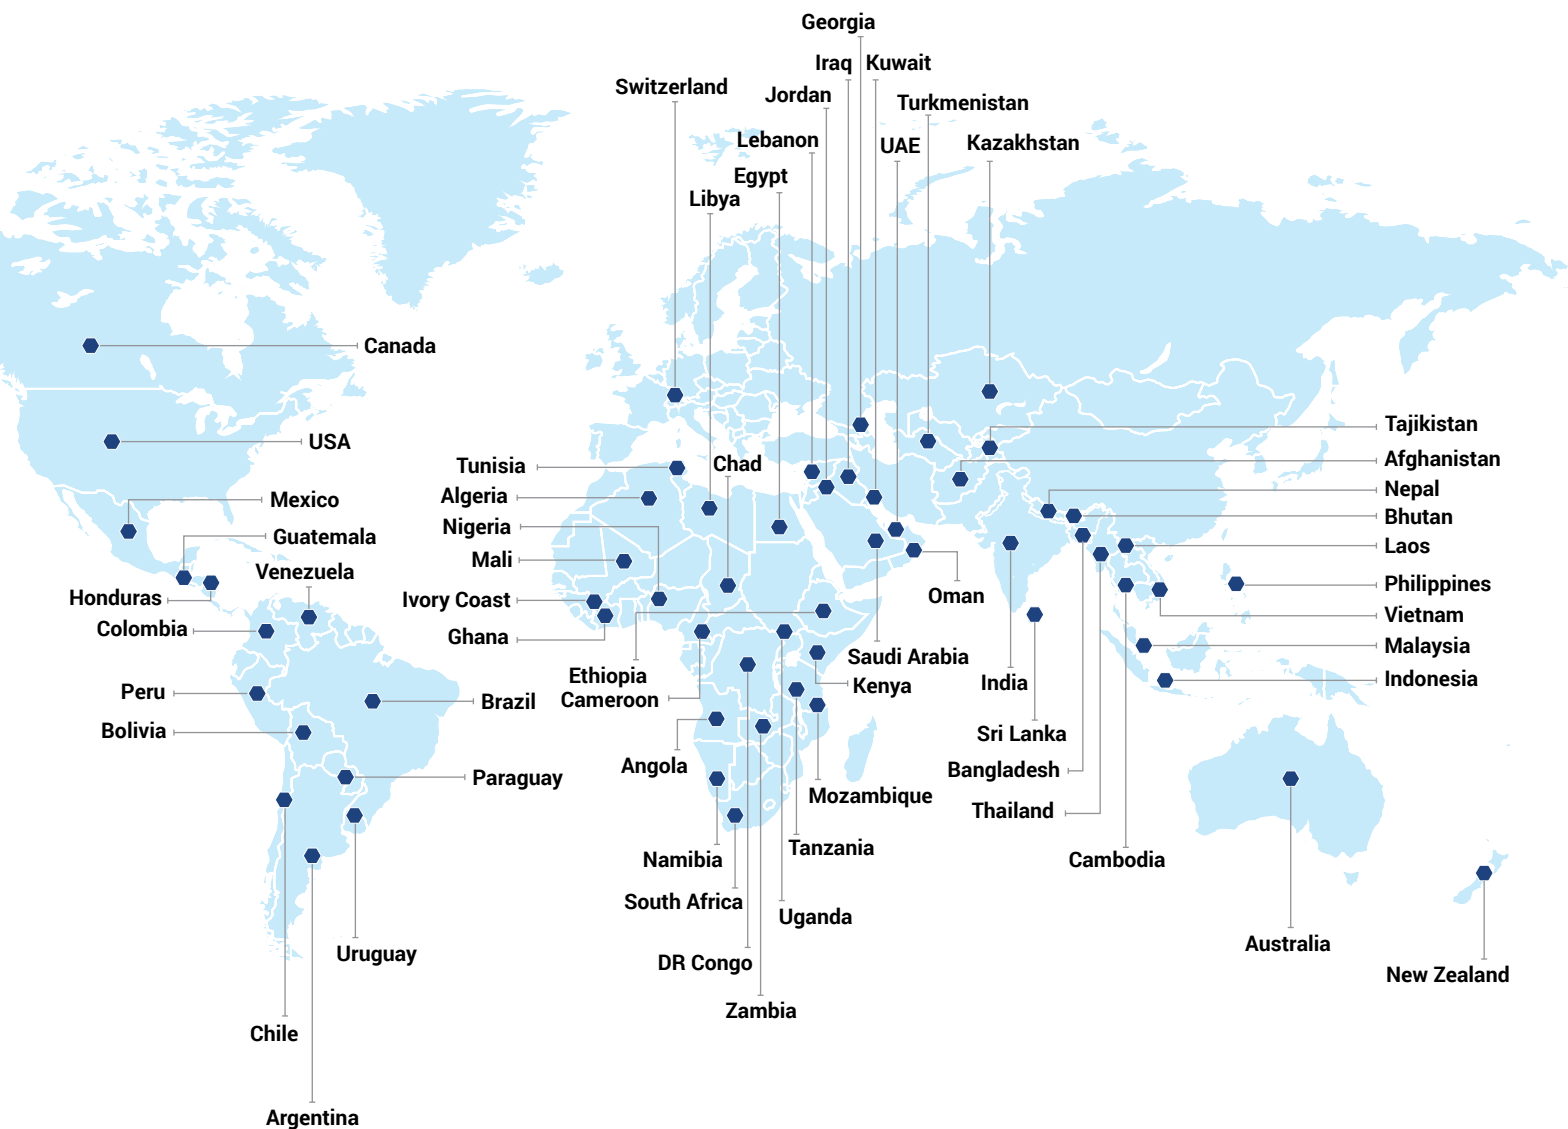 Georgia
Iraq
Kuwait
Switzerland
Jordan
Turkmenistan
Lebanon
UAE
Kazakhstan
Egypt
Libya
Canada
USA
Tajikistan
Tunisia
Chad
Afghanistan
Mexico
Algeria
Nepal
Guatemala
Nigeria
Bhutan
Venezuela
Mali
Laos
Honduras
Ivory Coast
Oman
Philippines
Colombia
Ghana
Vietnam
Saudi Arabia
Malaysia
Ethiopia
Kenya
India
Indonesia
Peru
Brazil
Cameroon
Bolivia
Sri Lanka
Angola
Bangladesh
Paraguay
Mozambique
Thailand
Namibia
Tanzania
Cambodia
South Africa
Uganda
Uruguay
DR Congo
Australia
New Zealand
Zambia
Chile
Argentina